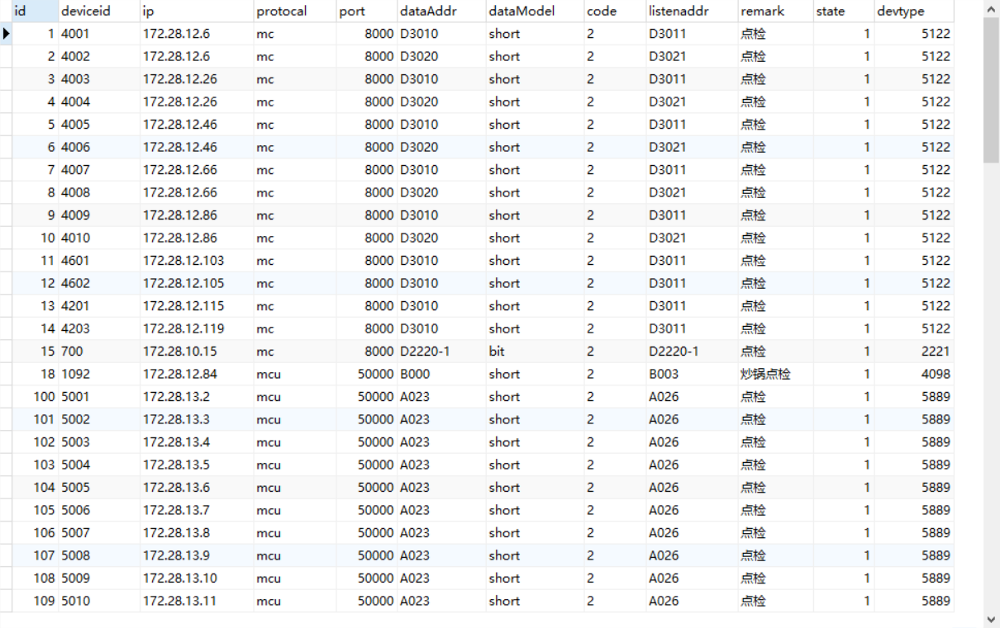 id deviceid ip protocal port dataAddr dataModel code listenaddr remark state devtype
1 4001 172.28.12.6 mc 8000 D3010 short 2 D3011 点检 1 5122
2 4002 172.28.12.6 mc 8000 D3020 short 2 D3021 点检 1 5122
3 4003 172.28.12.26 mc 8000 D3010 short 2 D3011 点检 1 5122
4 4004 172.28.12.26 mc 8000 D3020 short 2 D3021 点检 1 5122
5 4005 172.28.12.46 mc 8000 D3010 short 2 D3011 点检 1 5122
6 4006 172.28.12.46 mc 8000 D3020 short 2 D3021 点检 1 5122
7 4007 172.28.12.66 mc 8000 D3010 short 2 D3011 点检 1 5122
8 4008 172.28.12.66 mc 8000 D3020 short 2 D3021 点检 1 5122
9 4009 172.28.12.86 mc 8000 D3010 short 2 D3011 点检 1 5122
10 4010 172.28.12.86 mc 8000 D3020 short 2 D3021 点检 1 5122
11 4601 172.28.12.103 mc 8000 D3010 short 2 D3011 点检 1 5122
12 4602 172.28.12.105 mc 8000 D3010 short 2 D3011 点检 1 5122
13 4201 172.28.12.115 mc 8000 D3010 short 2 D3011 点检 1 5122
14 4203 172.28.12.119 mc 8000 D3010 short 2 D3011 点检 1 5122
15 700 172.28.10.15 mc 8000 D2220-1 bit 2 D2220-1 点检 1 2221
18 1092 172.28.12.84 mcu 50000 B000 short 2 B003 炒锅点检 1 4098
100 5001 172.28.13.2 mcu 50000 A023 short 2 A026 点检 1 5889
101 5002 172.28.13.3 mcu 50000 A023 short 2 A026 点检 1 5889
102 5003 172.28.13.4 mcu 50000 A023 short 2 A026 点检 1 5889
103 5004 172.28.13.5 mcu 50000 A023 short 2 A026 点检 1 5889
104 5005 172.28.13.6 mcu 50000 A023 short 2 A026 点检 1 5889
105 5006 172.28.13.7 mcu 50000 A023 short 2 A026 点检 1 5889
106 5007 172.28.13.8 mcu 50000 A023 short 2 A026 点检 1 5889
107 5008 172.28.13.9 mcu 50000 A023 short 2 A026 点检 1 5889
108 5009 172.28.13.10 mcu 50000 A023 short 2 A026 点检 1 5889
109 5010 172.28.13.11 mcu 50000 A023 short 2 A026 点检 1 5889